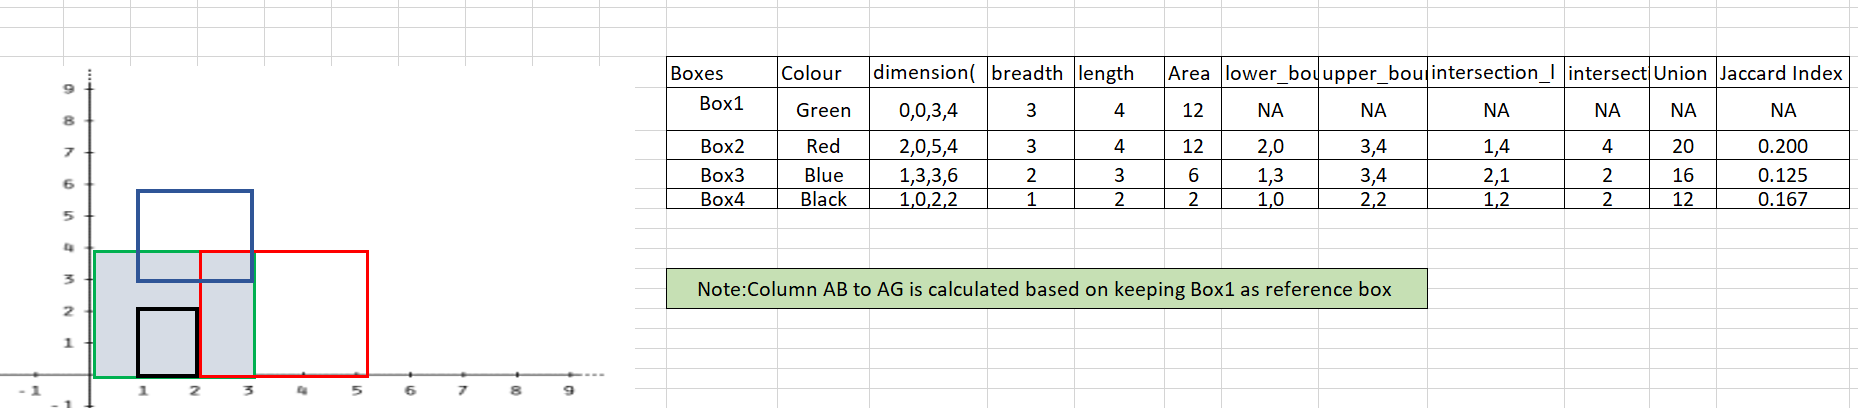 Boxes Colour dimension( breadth length Area lower_bou upper_bour intersection_l intersecti Union Jaccard Index
Box1 Green 0,0,3,4 3 4 12 NA NA NA NA NA NA
Box2 Red 2,0,5,4 3 4 12 2,0 3,4 1,4 4 20 0.200
Box3 Blue 1,3,3,6 2 3 6 1,3 3,4 2,1 2 16 0.125
Box4 Black 1,0,2,2 1 2 2 1,0 2,2 1,2 2 12 0.167
Note:Column AB to AG is calculated based on keeping Box1 as reference box
9
8
7
6
5
4
3
2
1
-1 1 2 3 4 5 6 7 8 9
-1